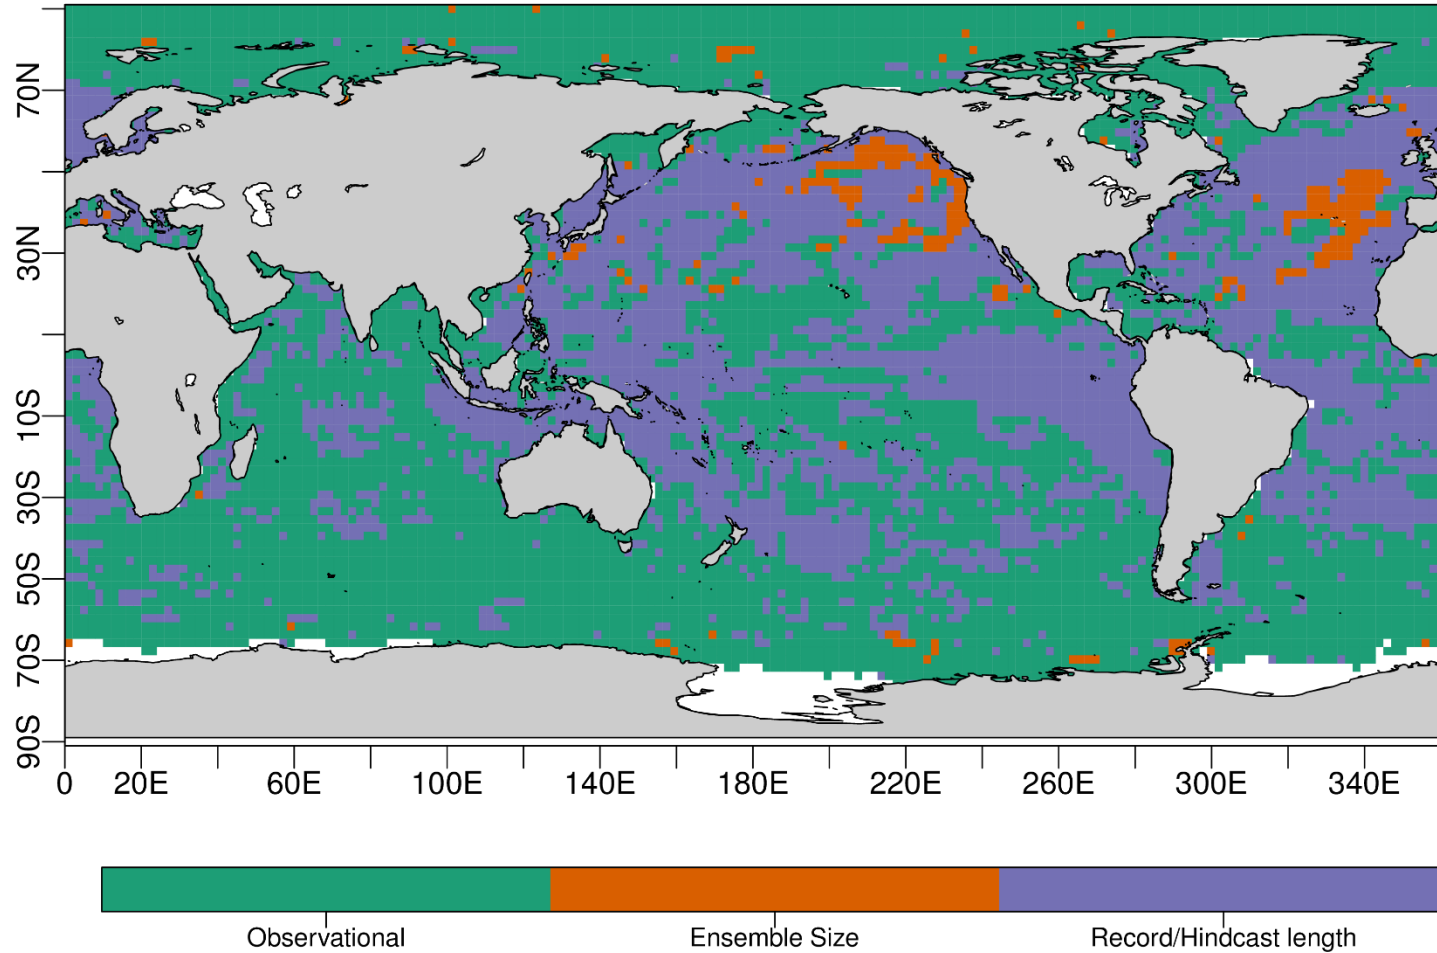 70N
30N
10S
30S
50S
70S
90S
0 20E 60E 100E 140E 180E 220E 260E 300E 340E
Observational Ensemble Size Record/Hindcast length